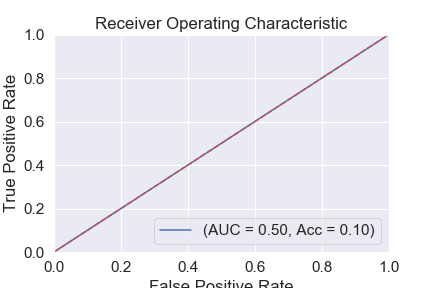 Receiver Operating Characteristic
1.0
0.8
0.6
0.4
0.2
0.0
True Positive Rate
(AUC = 0.50, Acc = 0.10)
0.0 0.2 0.4 0.6 0.8 1.0
False Positive Rate